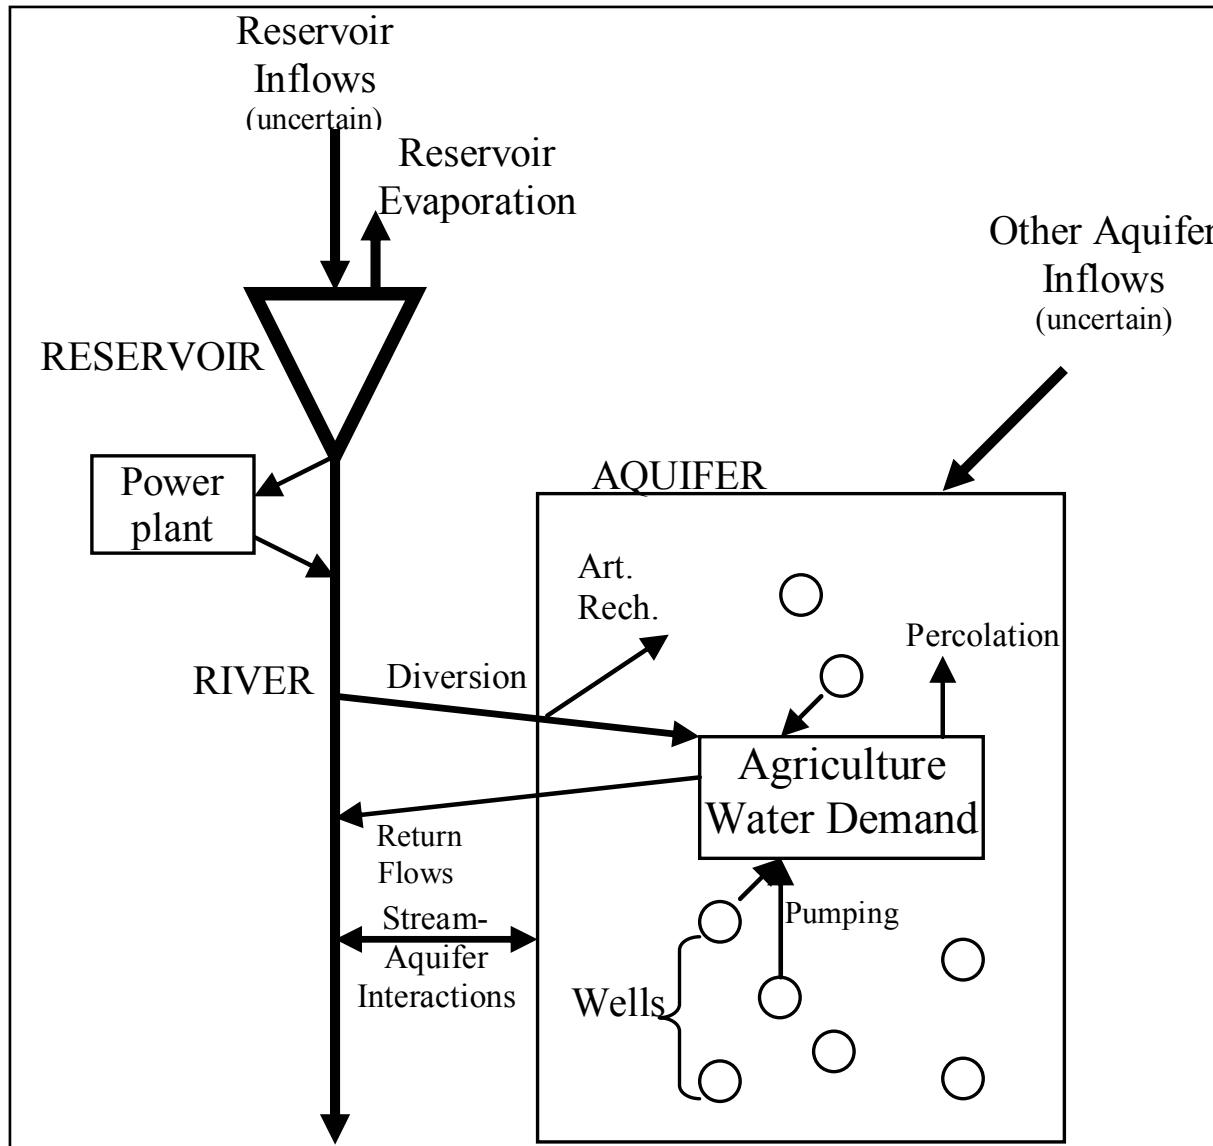 Reservoir
Inflows
(uncertain)
Reservoir
Evaporation
Other Aquifer
Inflows
(uncertain)
RESERVOIR
Power
plant
AQUIFER
Art.
Rech.
Percolation
RIVER
Diversion
Agriculture
Water Demand
Return
Flows
Stream-
Aquifer
Interactions
Pumping
Wells